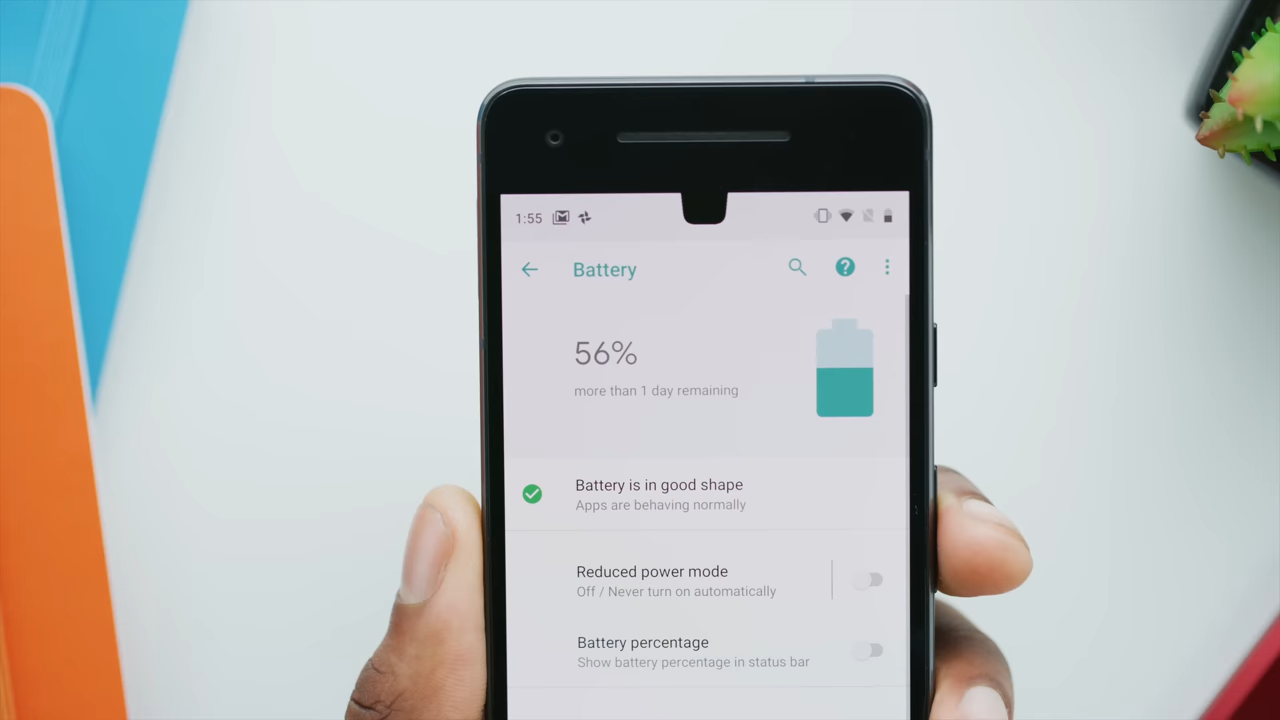 1:55
Battery
56%
more than 1 day remaining
Battery is in good shape
Apps are behaving normally
Reduced power mode
Off / Never turn on automatically
Battery percentage
Show battery percentage in status bar